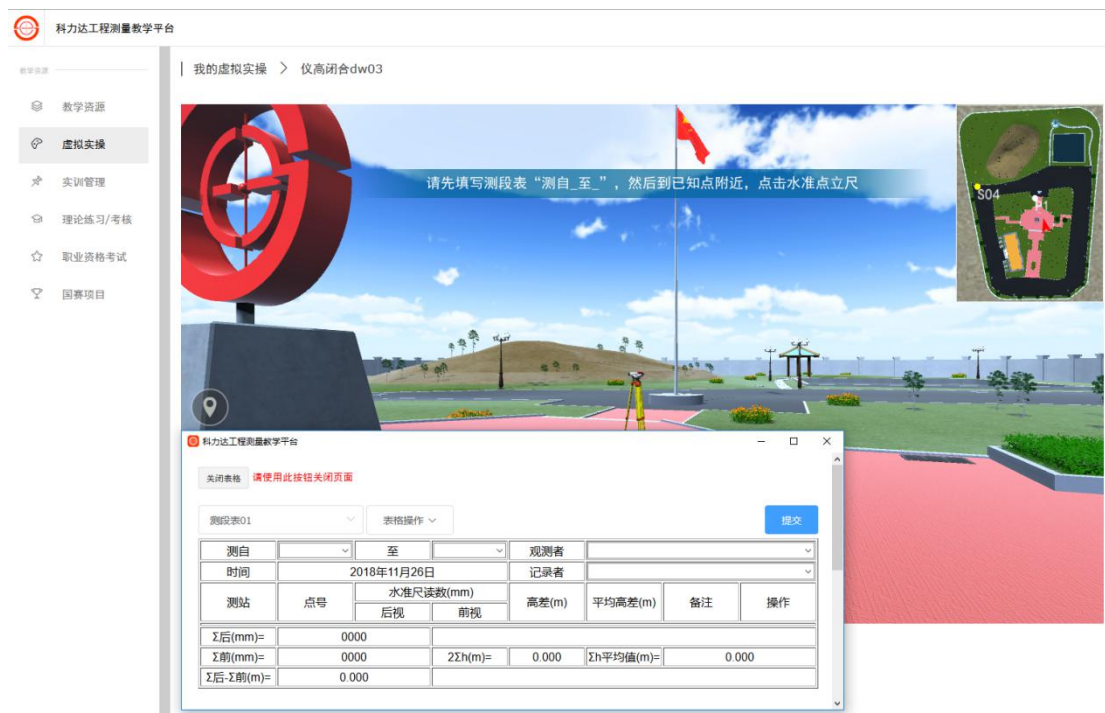 科力达工程测量教学平台
教学资源
教学资源
虚拟实操
实训管理
理论练习/考核
职业资格考试
国赛项目
我的虚拟实操 > 仪高闭合dw03
请先填写测段表“测自_至_”，然后到已知点附近，点击水准点立尺
S04
科力达工程测量教学平台
关闭表格 请使用此按钮关闭页面
测段表01 表格操作 提交
测自 至 观测者
时间 2018年11月26日 记录者
测站 点号 水准尺读数(mm) 高差(m) 平均高差(m) 备注 操作
后视 前视
Σ后(mm)= 0000
Σ前(mm)= 0000 2Σh(m)= 0.000 Σh平均值(m)= 0.000
Σ后-Σ前(m)= 0.000